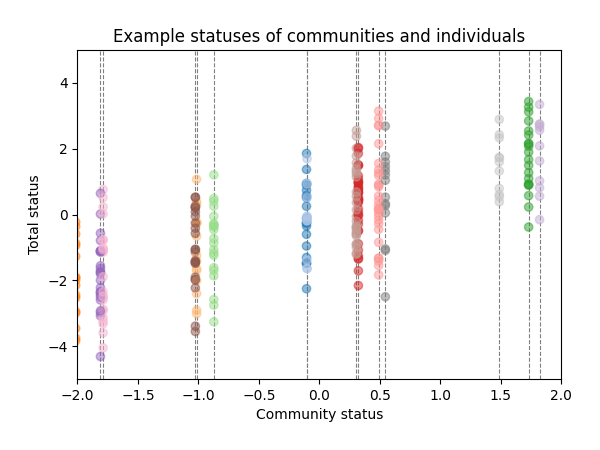 Example statuses of communities and individuals
Total status
4
2
0
−2
−4
−2.0 −1.5 −1.0 −0.5 0.0 0.5 1.0 1.5 2.0
Community status